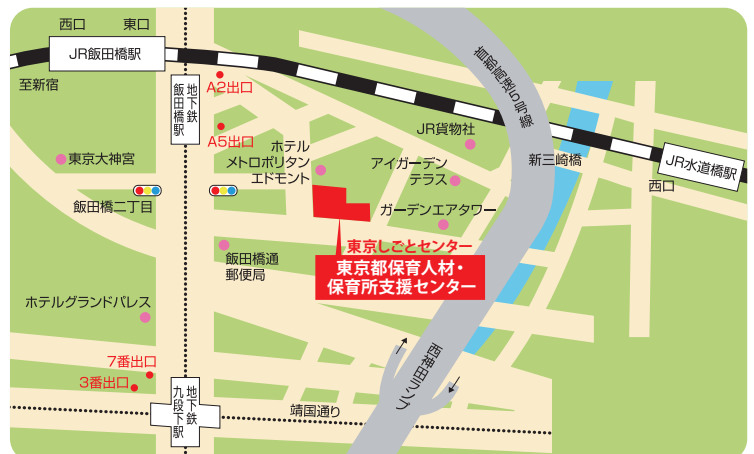 西口
東口
JR飯田橋駅
至新宿
地下鉄
飯田橋駅
A2出口
A5出口
首都高速5号線
JR貨物社
ホテル
メトロポリタン
エドモント
アイガーデン
テラス
新三崎橋
JR水道橋駅
西口
東京大神宮
飯田橋二丁目
ガーデンエアタワー
東京しごとセンター
東京都保育人材・
保育所支援センター
飯田橋通
郵便局
ホテルグランドパレス
7番出口
3番出口
地下鉄
九段下駅
靖国通り
西神田ランプ